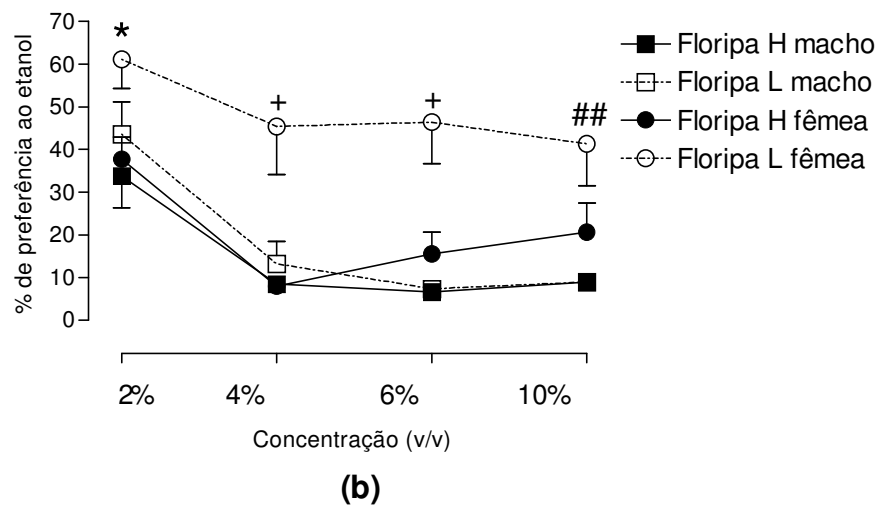 70
60
50
40
30
20
10
0
% de preferência ao etanol
*
+
+
##
2%
4%
6%
10%
Concentração (v/v)
Floripa H macho
Floripa L macho
Floripa H fêmea
Floripa L fêmea
(b)